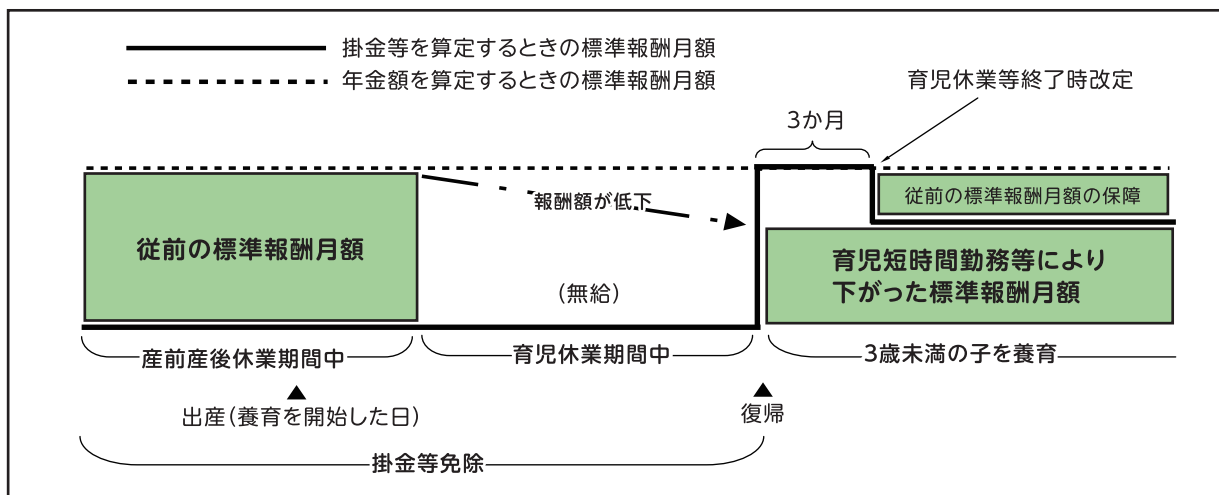 掛金等を算定するときの標準報酬月額
年金額を算定するときの標準報酬月額
育児休業等終了時改定
3か月
報酬額が低下
従前の標準報酬月額の保障
従前の標準報酬月額
育児短時間勤務等により
下がった標準報酬月額
（無給）
産前産後休業期間中
育児休業期間中
3歳未満の子を養育
出産（養育を開始した日）
復帰
掛金等免除